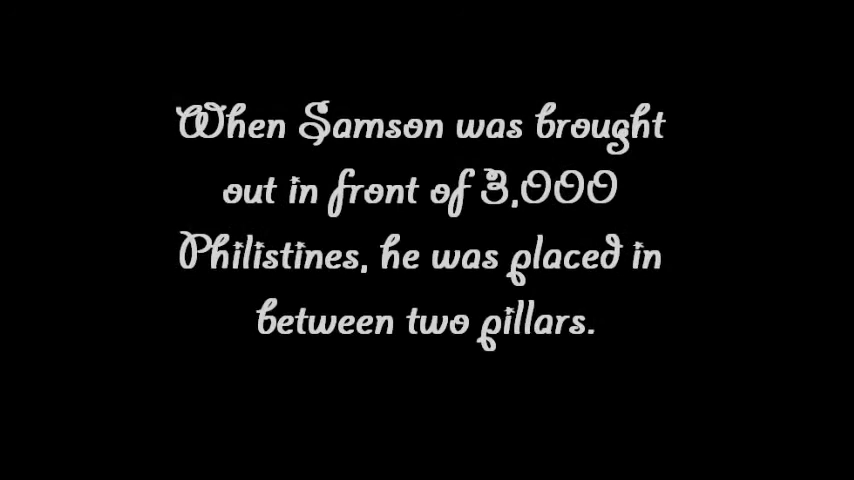 When Samson was brought
out in front of 3,000
Philistines, he was placed in
between two pillars.